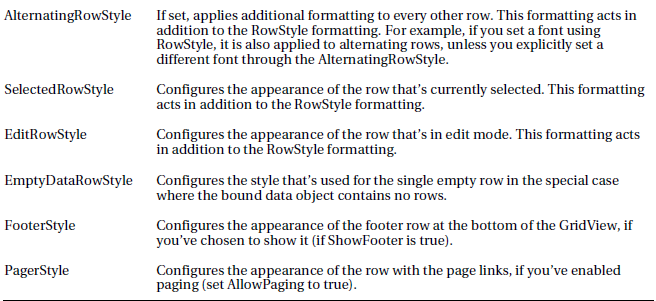 AlternatingRowStyle If set, applies additional formatting to every other row. This formatting acts in
addition to the RowStyle formatting. For example, if you set a font using
RowStyle, it is also applied to alternating rows, unless you explicitly set a
different font through the AlternatingRowStyle.
SelectedRowStyle Configures the appearance of the row that’s currently selected. This formatting
acts in addition to the RowStyle formatting.
EditRowStyle Configures the appearance of the row that’s in edit mode. This formatting acts
in addition to the RowStyle formatting.
EmptyDataRowStyle Configures the style that’s used for the single empty row in the special case
where the bound data object contains no rows.
FooterStyle Configures the appearance of the footer row at the bottom of the GridView, if
you’ve chosen to show it (if ShowFooter is true).
PagerStyle Configures the appearance of the row with the page links, if you’ve enabled
paging (set AllowPaging to true).